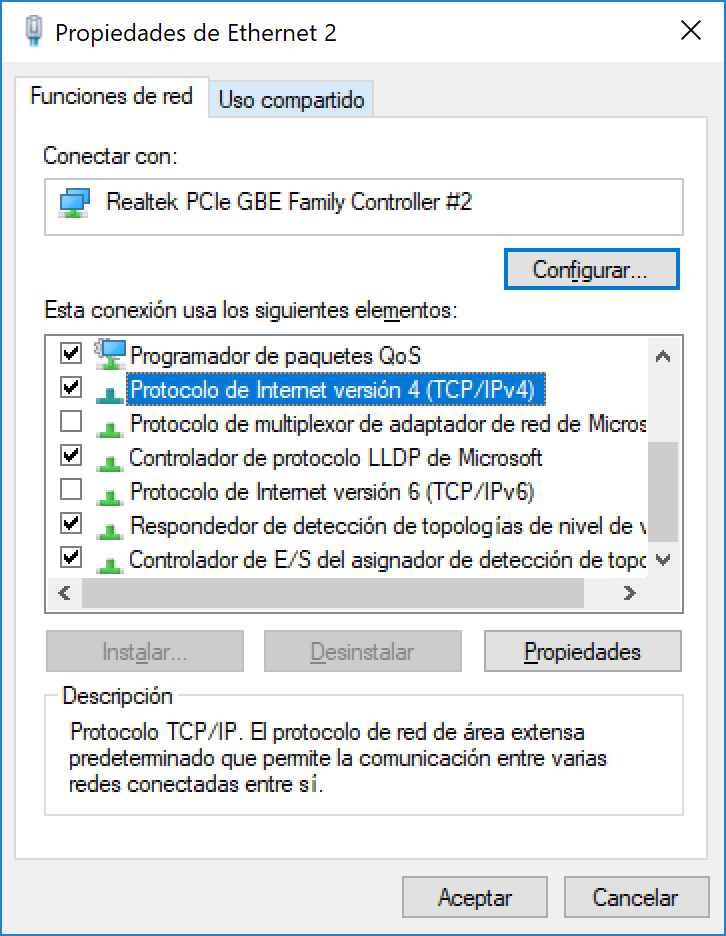 Propiedades de Ethernet 2
Funciones de red
Uso compartido
Conectar con:
Realtek PCIe GBE Family Controller #2
Configurar...
Esta conexión usa los siguientes elementos:
Programador de paquetes QoS
Protocolo de Internet versión 4 (TCP/IPv4)
Protocolo de multiplexor de adaptador de red de Micros
Controlador de protocolo LLDP de Microsoft
Protocolo de Internet versión 6 (TCP/IPv6)
Respondedor de detección de topologías de nivel de v
Controlador de E/S del asignador de detección de topo
Instalar...
Desinstalar
Propiedades
Descripción
Protocolo TCP/IP. El protocolo de red de área extensa
predeterminado que permite la comunicación entre varias
redes conectadas entre sí.
Aceptar
Cancelar